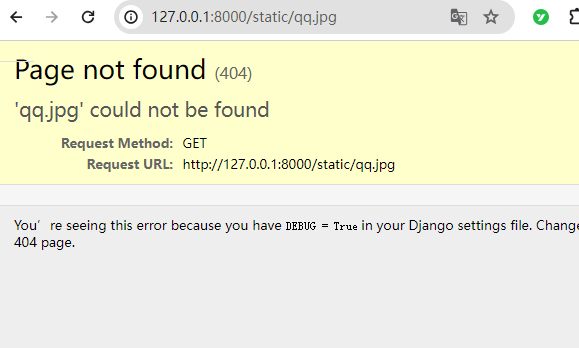 127.0.0.1:8000/static/qq.jpg
Page not found (404)
'qq.jpg' could not be found
Request Method: GET
Request URL: http://127.0.0.1:8000/static/qq.jpg
You're seeing this error because you have DEBUG = True in your Django settings file. Change
404 page.